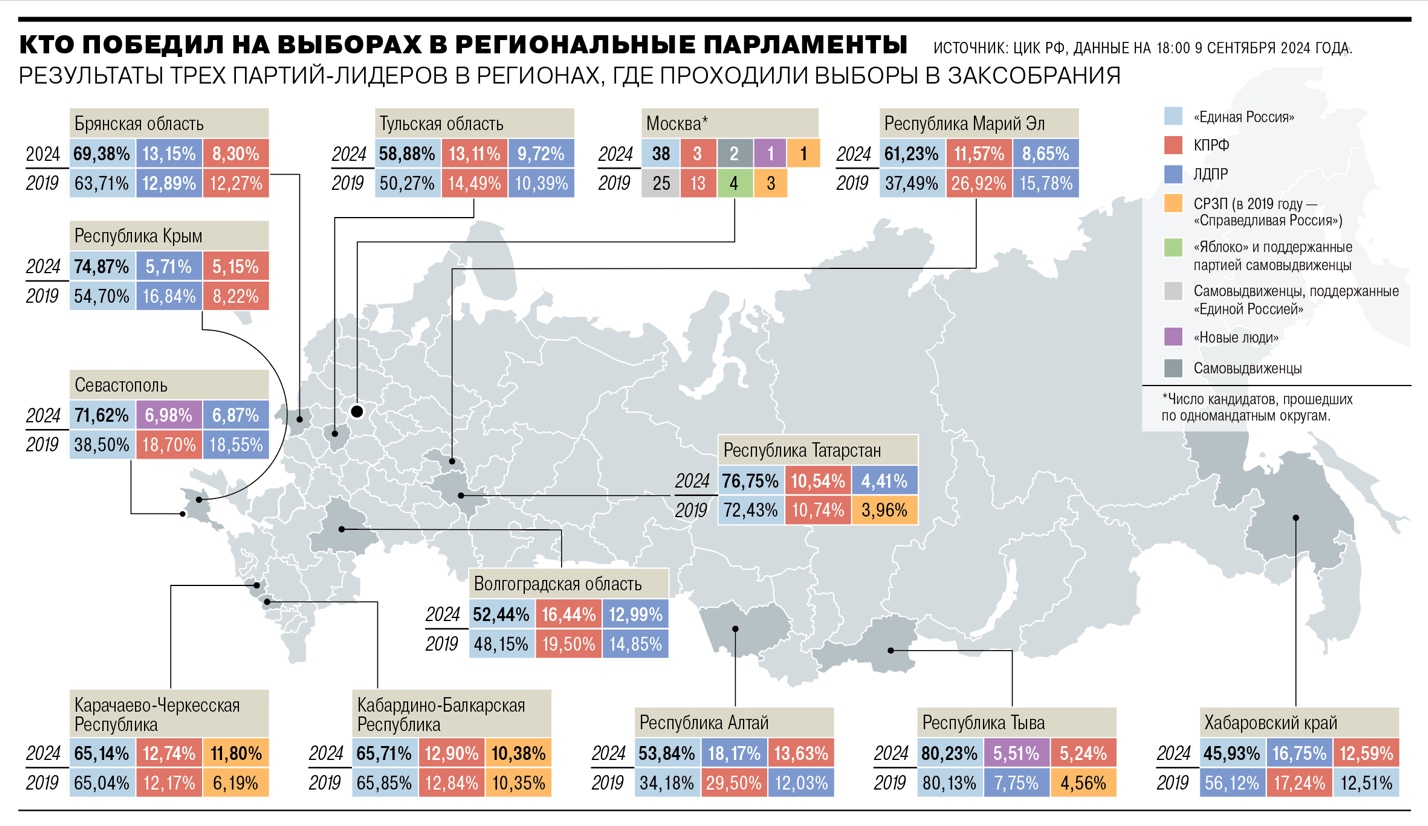 КТО ПОБЕДИЛ НА ВЫБОРАХ В РЕГИОНАЛЬНЫЕ ПАРЛАМЕНТЫ
ИСТОЧНИК: ЦИК РФ, ДАННЫЕ НА 18:00 9 СЕНТЯБРЯ 2024 ГОДА.
РЕЗУЛЬТАТЫ ТРЕХ ПАРТИЙ-ЛИДЕРОВ В РЕГИОНАХ, ГДЕ ПРОХОДИЛИ ВЫБОРЫ В ЗАКСОБРАНИЯ
Брянская область
2024 69,38% 13,15% 8,30%
2019 63,71% 12,89% 12,27%
Тульская область
2024 58,88% 13,11% 9,72%
2019 50,27% 14,49% 10,39%
Москва*
2024 38 3 2 1 1
2019 25 13 4 3
Республика Марий Эл
2024 61,23% 11,57% 8,65%
2019 37,49% 26,92% 15,78%
«Единая Россия»
КПРФ
ЛДПР
СРЗП (в 2019 году —
«Справедливая Россия»)
«Яблоко» и поддержанные
партией самовыдвиженцы
Самовыдвиженцы, поддержанные
«Единой Россией»
«Новые люди»
Самовыдвиженцы
*Число кандидатов, прошедших
по одномандатным округам.
Республика Крым
2024 74,87% 5,71% 5,15%
2019 54,70% 16,84% 8,22%
Севастополь
2024 71,62% 6,98% 6,87%
2019 38,50% 18,70% 18,55%
Республика Татарстан
2024 76,75% 10,54% 4,41%
2019 72,43% 10,74% 3,96%
Волгоградская область
2024 52,44% 16,44% 12,99%
2019 48,15% 19,50% 14,85%
Карачаево-Черкесская
Республика
2024 65,14% 12,74% 11,80%
2019 65,04% 12,17% 6,19%
Кабардино-Балкарская
Республика
2024 65,71% 12,90% 10,38%
2019 65,85% 12,84% 10,35%
Республика Алтай
2024 53,84% 18,17% 13,63%
2019 34,18% 29,50% 12,03%
Республика Тыва
2024 80,23% 5,51% 5,24%
2019 80,13% 7,75% 4,56%
Хабаровский край
2024 45,93% 16,75% 12,59%
2019 56,12% 17,24% 12,51%